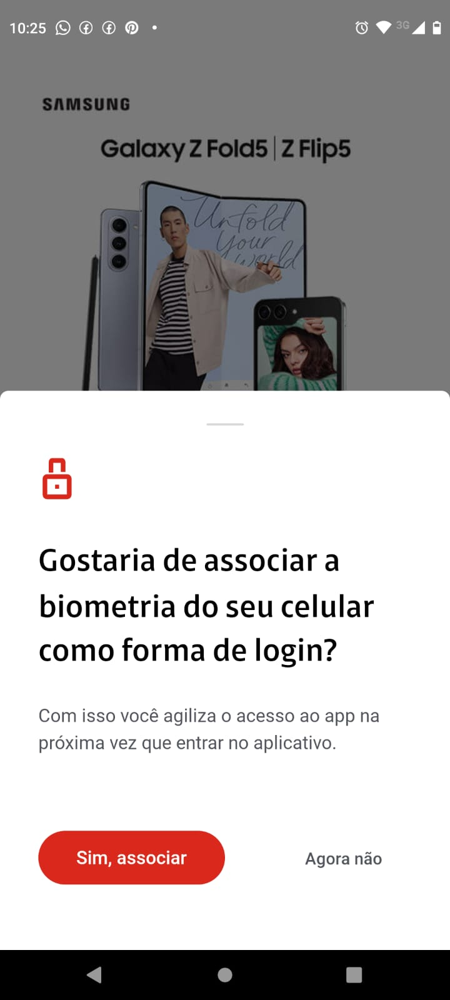 10:25
3G
SAMSUNG
Galaxy Z Fold5 | Z Flip5
Unfold
Your
World
Gostaria de associar a
biometria do seu celular
como forma de login?
Com isso você agiliza o acesso ao app na
próxima vez que entrar no aplicativo.
Sim, associar
Agora não